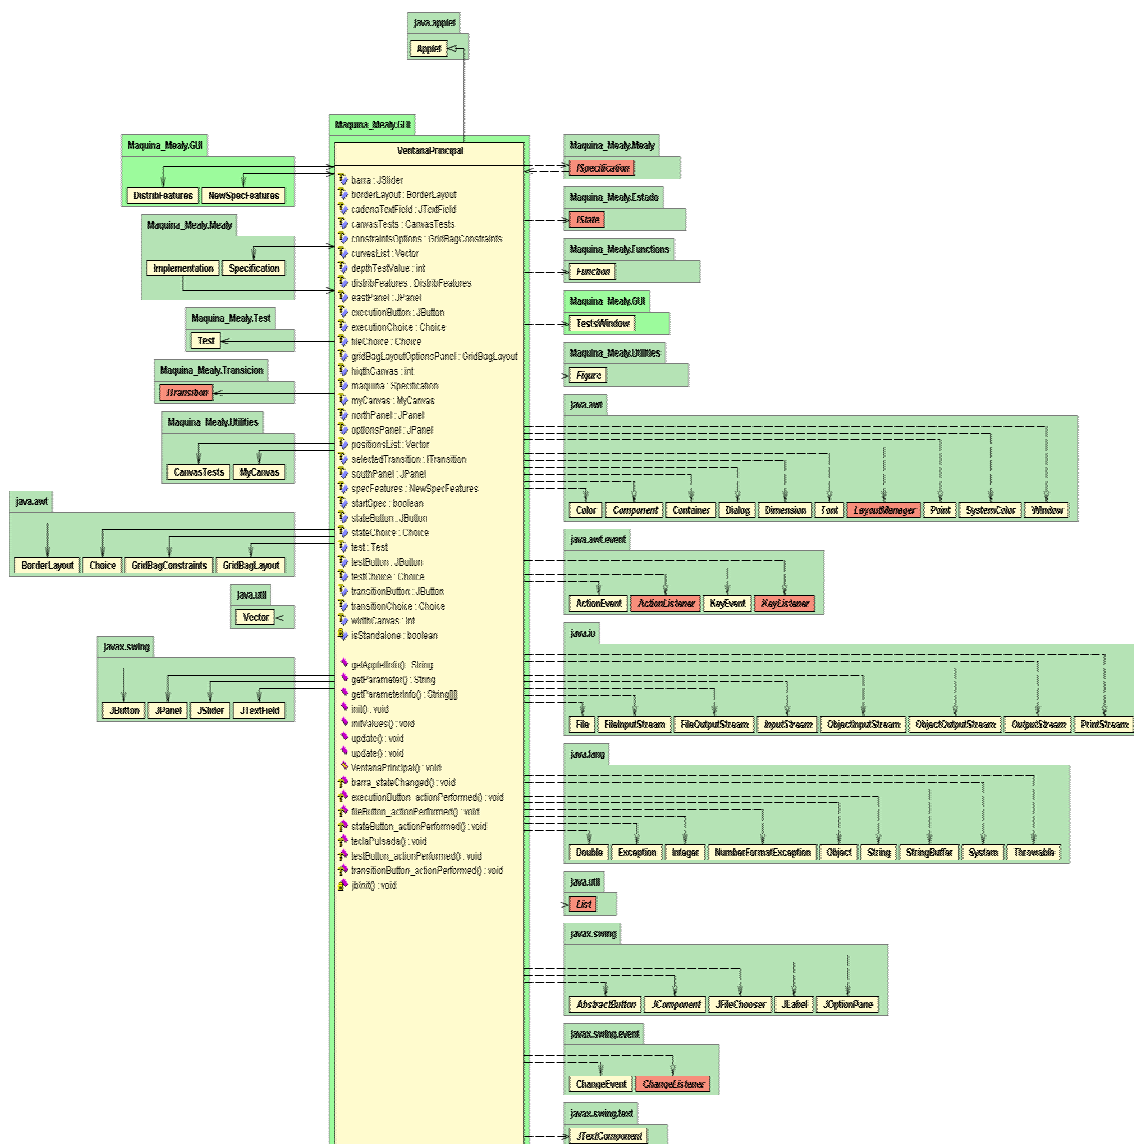 java.applet
Applet
Maquina_Mealy.GUI
VentanaPrincipal
barra : JSlider
borderLayout : BorderLayout
cadenaTextField : JTextField
canvasTests : CanvasTests
constraintsOptions : GridBagConstraints
curvesList : Vector
depthTestValue : int
distribFeatures : DistribFeatures
eastPanel : JPanel
executionButton : JButton
executionChoice : Choice
fileChoice : Choice
gridBagLayoutOptionsPanel : GridBagLayout
higthCanvas : int
maquina : Specification
myCanvas : MyCanvas
northPanel : JPanel
optionsPanel : JPanel
positionsList : Vector
selectedTransition : ITransition
southPanel : JPanel
specFeatures : NewSpecFeatures
startSpec : boolean
stateButton : JButton
stateChoice : Choice
test : Test
testButton : JButton
testChoice : Choice
transitionButton : JButton
transitionChoice : Choice
widthCanvas : int
isStandalone : boolean
getAppletInfo() : String
getParameter() : String
getParameterInfo() : String[][]
init() : void
initValues() : void
update() : void
update() : void
VentanaPrincipal() : void
barra_stateChanged() : void
executionButton_actionPerformed() : void
fileButton_actionPerformed() : void
stateButton_actionPerformed() : void
teclaPulsada() : void
testButton_actionPerformed() : void
transitionButton_actionPerformed() : void
jbInit() : void
Maquina_Mealy.GUI
DistribFeatures NewSpecFeatures
Maquina_Mealy.Mealy
Implementation Specification
Maquina_Mealy.Test
Test
Maquina_Mealy.Transicion
ITransition
Maquina_Mealy.Utilities
CanvasTests MyCanvas
java.awt
BorderLayout Choice GridBagConstraints GridBagLayout
java.util
Vector
javax.swing
JButton JPanel JSlider JTextField
Maquina_Mealy.Mealy
ISpecification
Maquina_Mealy.Estado
IState
Maquina_Mealy.Functions
Function
Maquina_Mealy.GUI
TestsWindow
Maquina_Mealy.Utilities
Figure
java.awt
Color Component Container Dialog Dimension Font LayoutManager Point SystemColor Window
java.awt.event
ActionEvent ActionListener KeyEvent KeyListener
java.io
File FileInputStream FileOutputStream InputStream ObjectInputStream ObjectOutputStream OutputStream PrintStream
java.lang
Double Exception Integer NumberFormatException Object String StringBuffer System Throwable
java.util
List
javax.swing
AbstractButton JComponent JFileChooser JLabel JOptionPane
javax.swing.event
ChangeEvent ChangeListener
javax.swing.text
JTextComponent